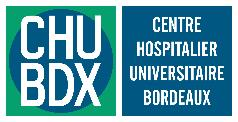 CHU
BDX
CENTRE
HOSPITALIER
UNIVERSITAIRE
BORDEAUX